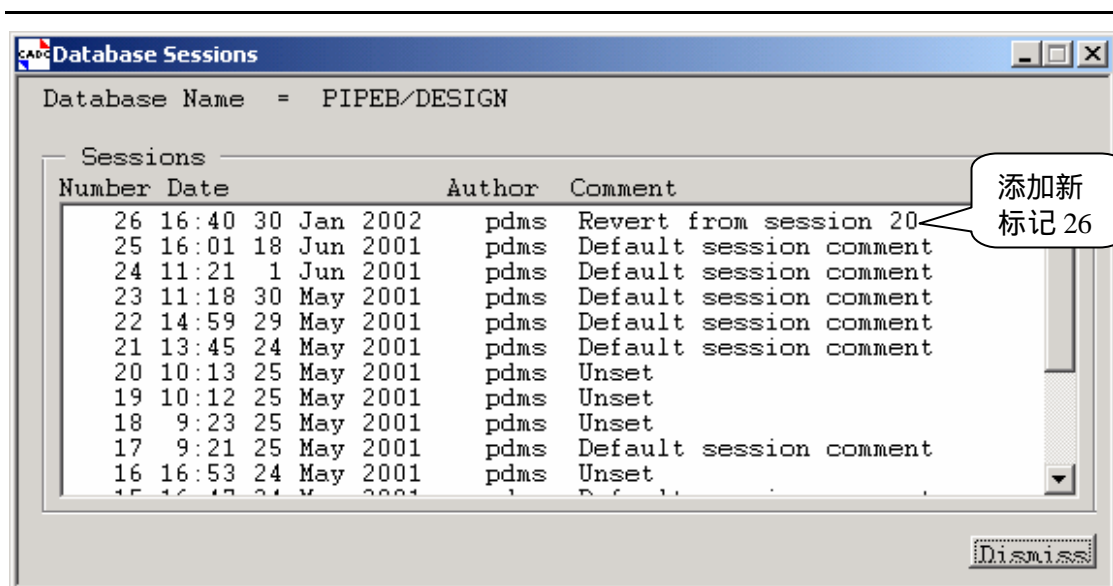 Database Sessions
Database Name = PIPEB/DESIGN
Sessions
Number Date Author Comment
26 16:40 30 Jan 2002 pdms Revert from session 20
25 16:01 18 Jun 2001 pdms Default session comment
24 11:21 1 Jun 2001 pdms Default session comment
23 11:18 30 May 2001 pdms Default session comment
22 14:59 29 May 2001 pdms Default session comment
21 13:45 24 May 2001 pdms Default session comment
20 10:13 25 May 2001 pdms Unset
19 10:12 25 May 2001 pdms Unset
18 9:23 25 May 2001 pdms Unset
17 9:21 25 May 2001 pdms Default session comment
16 16:53 24 May 2001 pdms Unset
添加新
标记 26
Dismiss